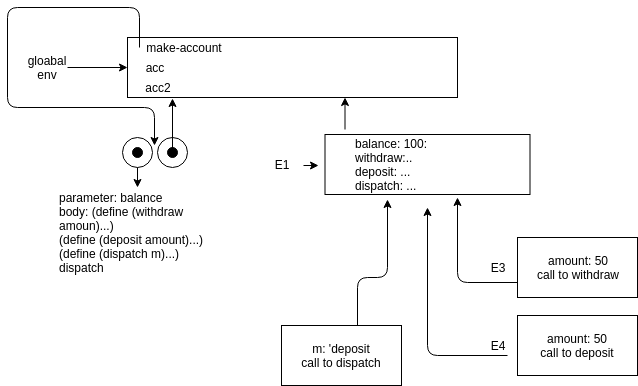 make-account
gloabal
env
acc
acc2
balance: 100:
withdraw:..
deposit: ...
dispatch: ...
E1
parameter: balance
body: (define (withdraw
amoun)...)
(define (deposit amount)...)
(define (dispatch m)...)
dispatch
E3
amount: 50
call to withdraw
E4
amount: 50
call to deposit
m: 'deposit
call to dispatch